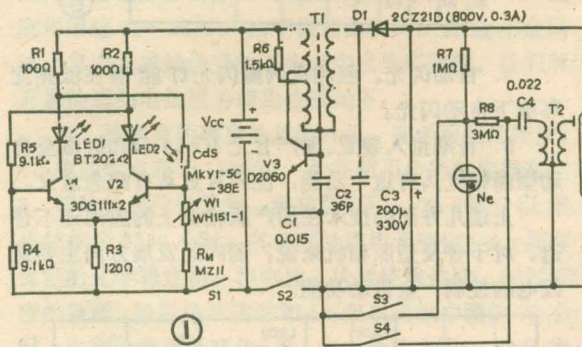 T1
D1
2CZ21D(800V, 0.3A)
R1
100Ω
R2
100Ω
R6
1.5kΩ
R7
1MΩ
0.022
C4
T2
R8
3MΩ
Vcc
R5
9.1kΩ
LED1
BT202×2
LED2
Cds
MKY1-5C
-38E
V3
D2060
V1
V2
3DG111×2
W1
WH151-1
C2
36P
C3
200μ
330V
Ne
C1
0.015
R4
9.1kΩ
R3
120Ω
RM
MZ11
S1
S2
S3
S4
①